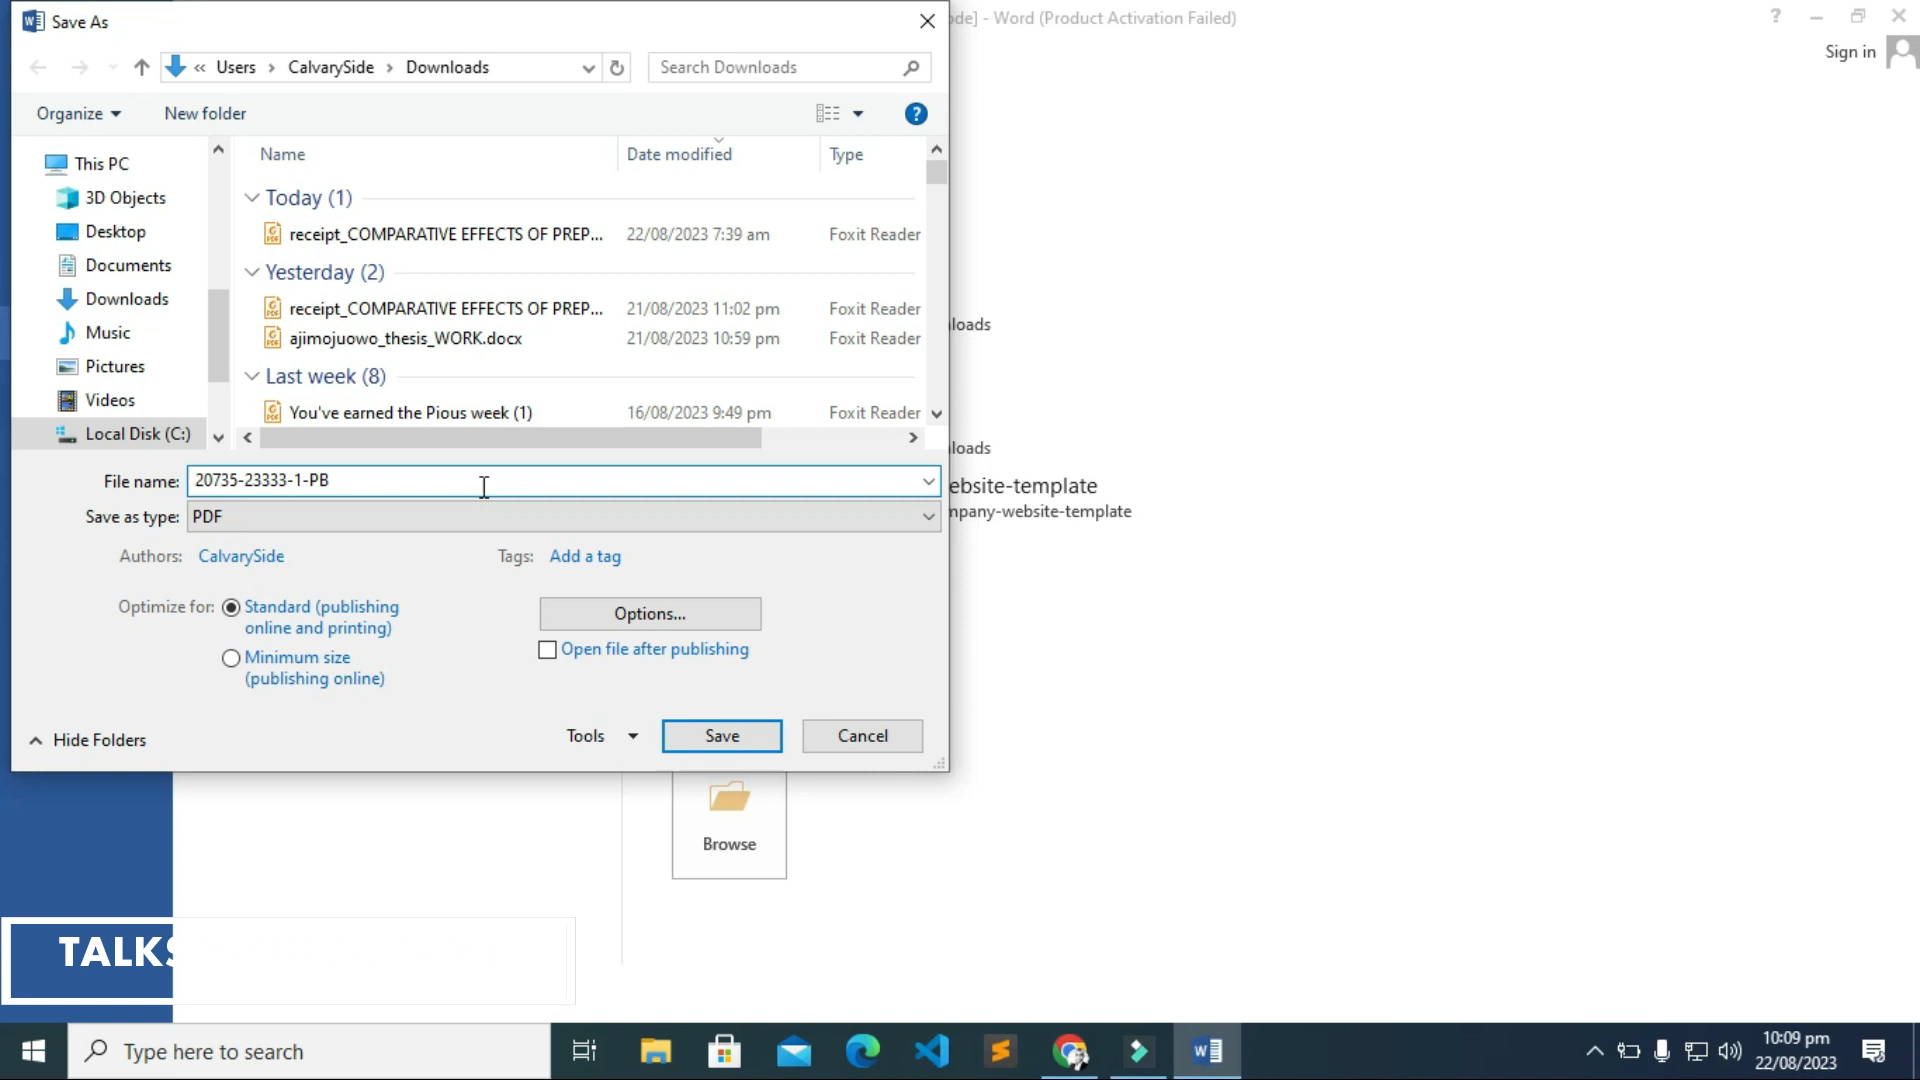 Save As
ode] - Word (Product Activation Failed)
?
Sign in
« Users › CalvarySide › Downloads
Search Downloads
Organize
New folder
?
Name
Date modified
Type
This PC
3D Objects
Desktop
Documents
Downloads
Music
Pictures
Videos
Local Disk (C:)
Today (1)
receipt_COMPARATIVE EFFECTS OF PREP... 22/08/2023 7:39 am Foxit Reader
Yesterday (2)
receipt_COMPARATIVE EFFECTS OF PREP... 21/08/2023 11:02 pm Foxit Reader
ajimojuowo_thesis_WORK.docx 21/08/2023 10:59 pm Foxit Reader
Last week (8)
You've earned the Pious week (1) 16/08/2023 9:49 pm Foxit Reader
nloads
nloads
ebsite-template
mpany-website-template
File name: 20735-23333-1-PB
Save as type: PDF
Authors: CalvarySide
Tags: Add a tag
Optimize for: Standard (publishing
online and printing)
Minimum size
(publishing online)
Options...
Open file after publishing
Hide Folders
Tools
Save
Cancel
Browse
TALKS
Type here to search
10:09 pm
22/08/2023